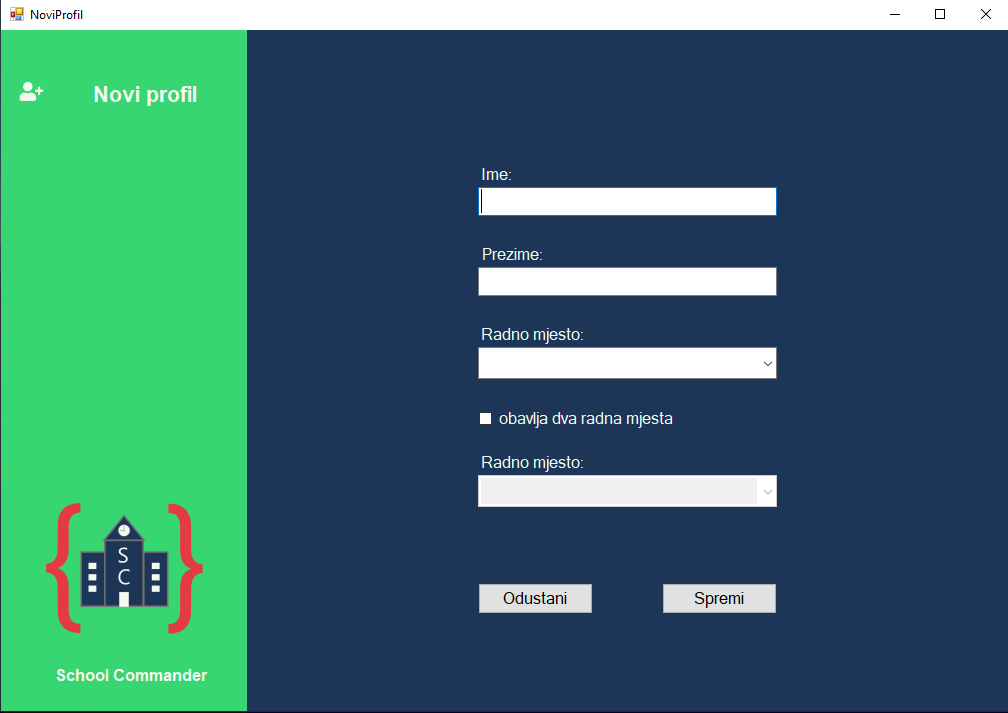 NoviProfil
Novi profil
Ime:
Prezime:
Radno mjesto:
obavlja dva radna mjesta
Radno mjesto:
Odustani
Spremi
S
C
School Commander